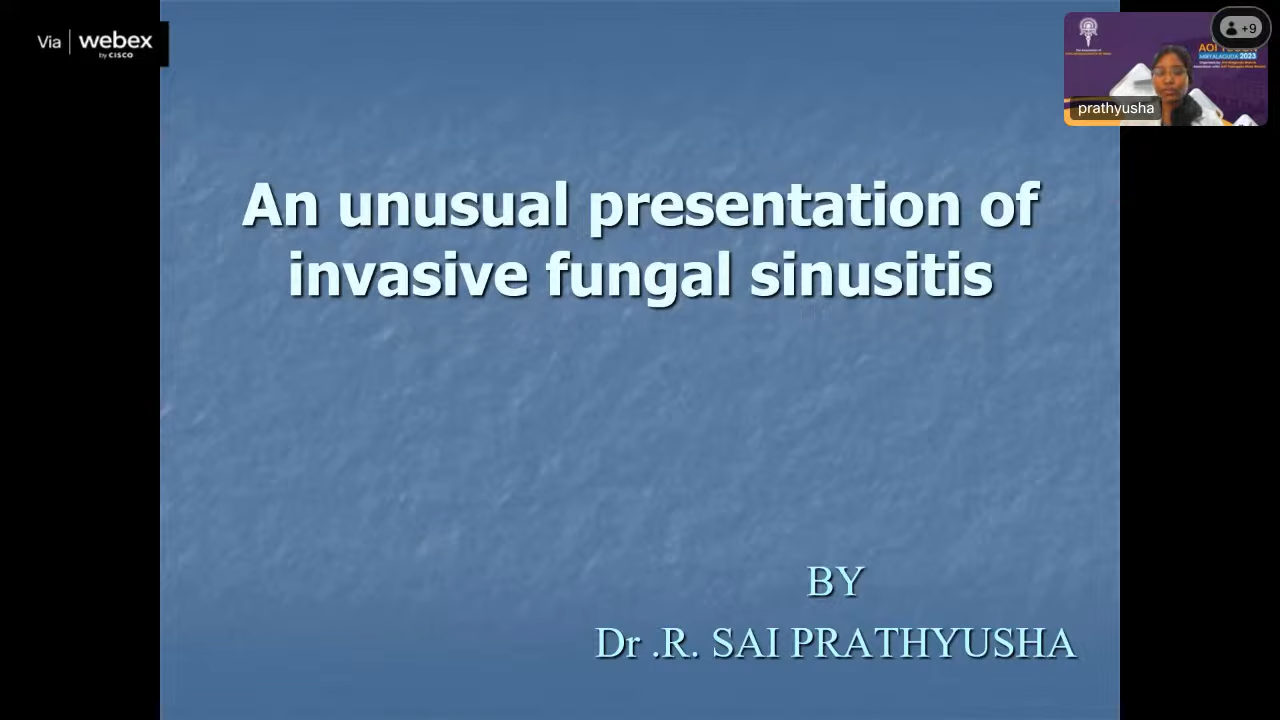 Via webex
by CISCO
+9
AOI
2023
prathyusha
An unusual presentation of
invasive fungal sinusitis
BY
Dr .R. SAI PRATHYUSHA